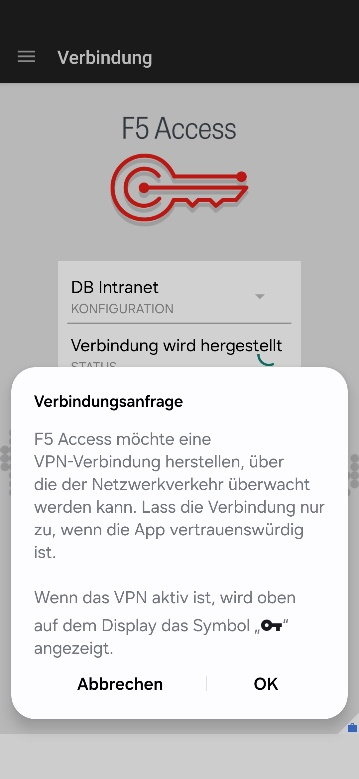 Verbindung
F5 Access
DB Intranet
KONFIGURATION
Verbindung wird hergestellt
STATUS
Verbindungsanfrage
F5 Access möchte eine
VPN-Verbindung herstellen, über
die der Netzwerkverkehr überwacht
werden kann. Lass die Verbindung nur
zu, wenn die App vertrauenswürdig
ist.
Wenn das VPN aktiv ist, wird oben
auf dem Display das Symbol „“
angezeigt.
Abbrechen
OK